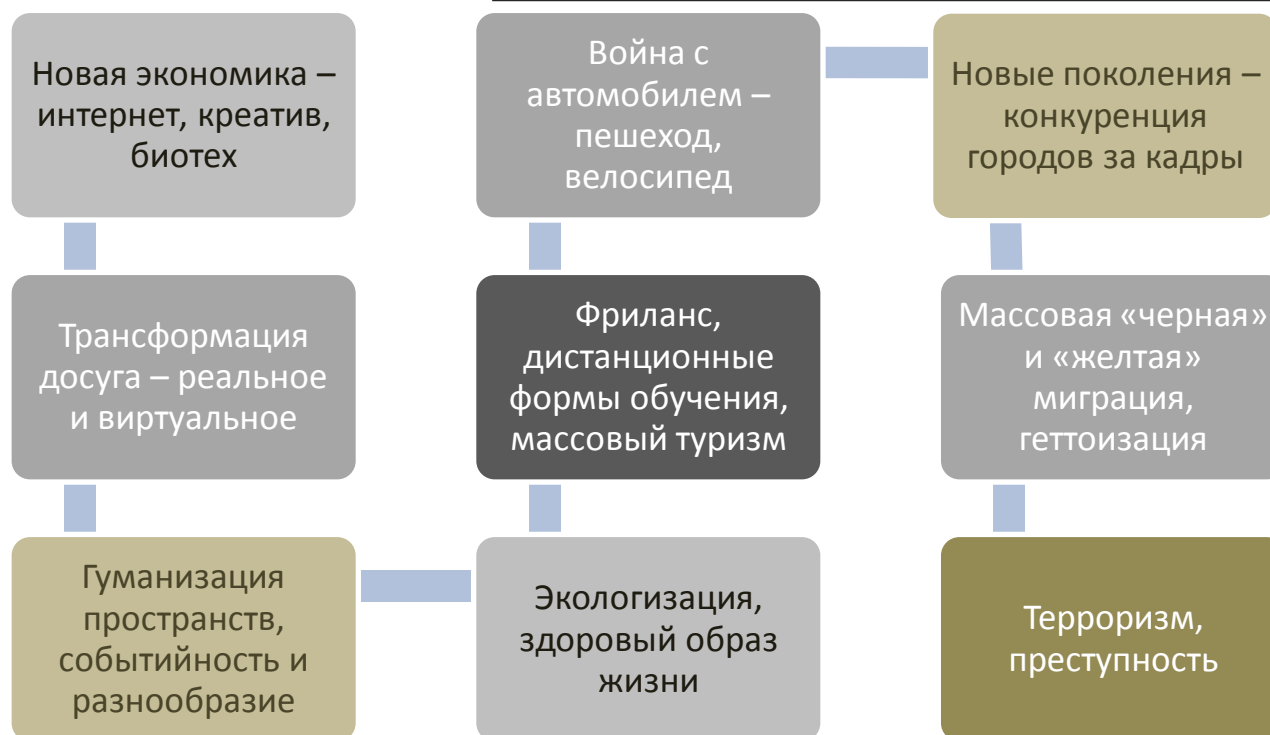 Новая экономика –
интернет, креатив,
биотех
Трансформация
досуга – реальное
и виртуальное
Гуманизация
пространств,
событийность и
разнообразие
Экологизация,
здоровый образ
жизни
Фриланс,
дистанционные
формы обучения,
массовый туризм
Война с
автомобилем –
пешеход,
велосипед
Новые поколения –
конкуренция
городов за кадры
Массовая «черная»
и «желтая»
миграция,
геттоизация
Терроризм,
преступность